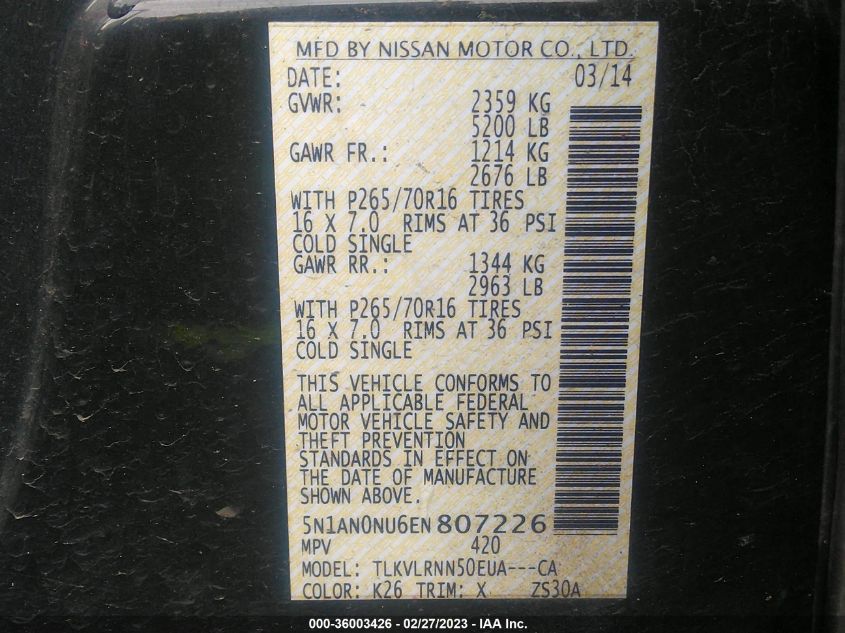 MFD BY NISSAN MOTOR CO., LTD.
DATE: 03/14
GVWR: 2359 KG
5200 LB
GAWR FR.: 1214 KG
2676 LB
WITH P265/70R16 TIRES
16 X 7.0 RIMS AT 36 PSI
COLD SINGLE
GAWR RR.: 1344 KG
2963 LB
WITH P265/70R16 TIRES
16 X 7.0 RIMS AT 36 PSI
COLD SINGLE
THIS VEHICLE CONFORMS TO
ALL APPLICABLE FEDERAL
MOTOR VEHICLE SAFETY AND
THEFT PREVENTION
STANDARDS IN EFFECT ON
THE DATE OF MANUFACTURE
SHOWN ABOVE.
5N1AN0NU6EN 807226
MPV 420
MODEL: TLKVLRNN50EUA---CA
COLOR: K26 TRIM: X ZS30A
000-36003426 - 02/27/2023 - IAA Inc.